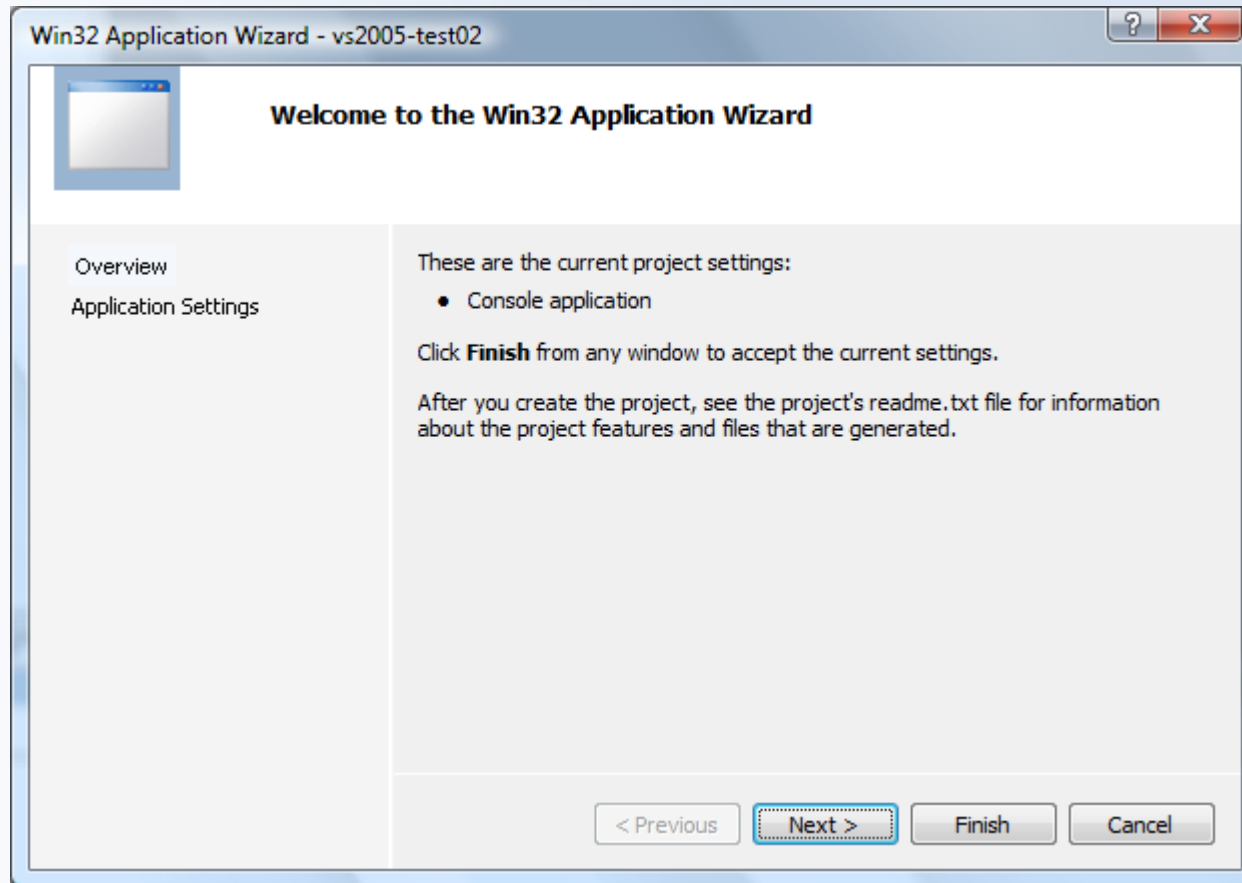 Win32 Application Wizard - vs2005-test02
Welcome to the Win32 Application Wizard
Overview
Application Settings
These are the current project settings:
• Console application
Click Finish from any window to accept the current settings.
After you create the project, see the project's readme.txt file for information
about the project features and files that are generated.
< Previous
Next >
Finish
Cancel